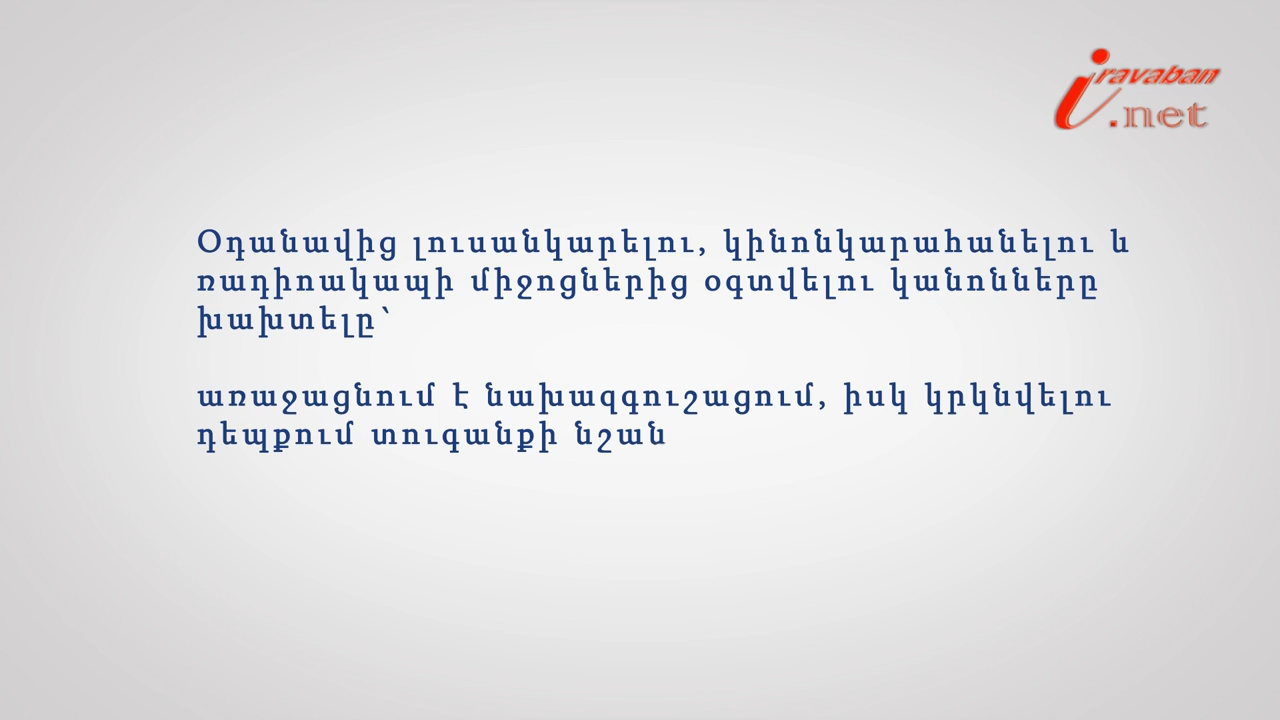 iravaban
.net
Օդանավից լուսանկարելու, կինոնկարահանելու և
ռադիոակապի միջոցներից օգտվելու կանոնները
խախտելը՝
առաջացնում է նախազգուշացում, իսկ կրկնվելու
դեպքում տուգանքի նշան